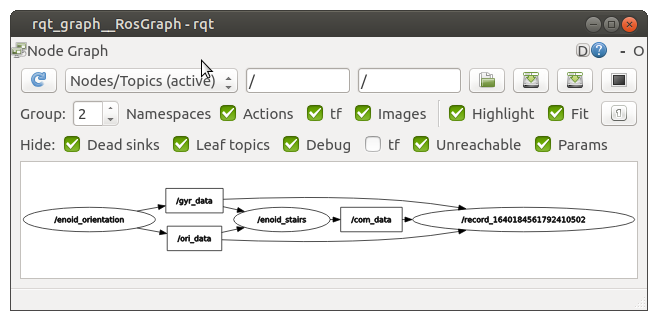 rqt_graph__RosGraph - rqt
Node Graph D ? - O
Nodes/Topics (active) / /
Group: 2 Namespaces Actions tf Images Highlight Fit 1
Hide: Dead sinks Leaf topics Debug tf Unreachable Params
/gyr_data
/enoid_orientation /enoid_stairs /com_data /record_1640184561792410502
/ori_data